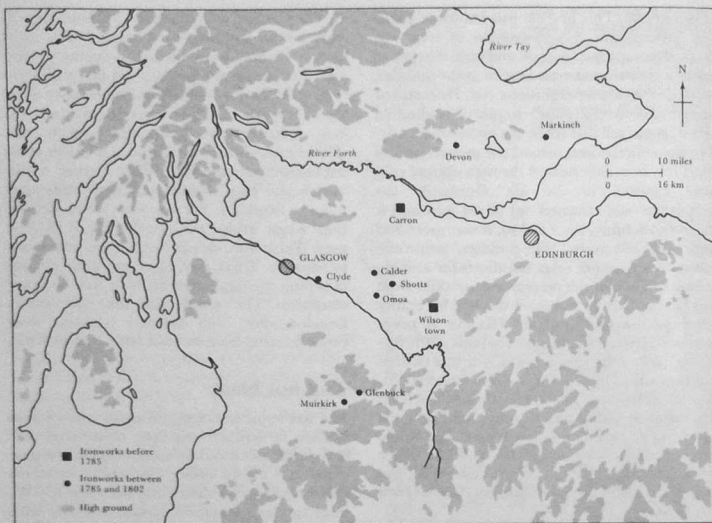 River Tay
N
Markinch
Devon
River Forth
0 10 miles
0 16 km
Carron
EDINBURGH
GLASGOW
Clyde
Calder
Shotts
Omoa
Wilson-
town
Glenbuck
Muirkirk
Ironworks before
1785
Ironworks between
1785 and 1802
High ground